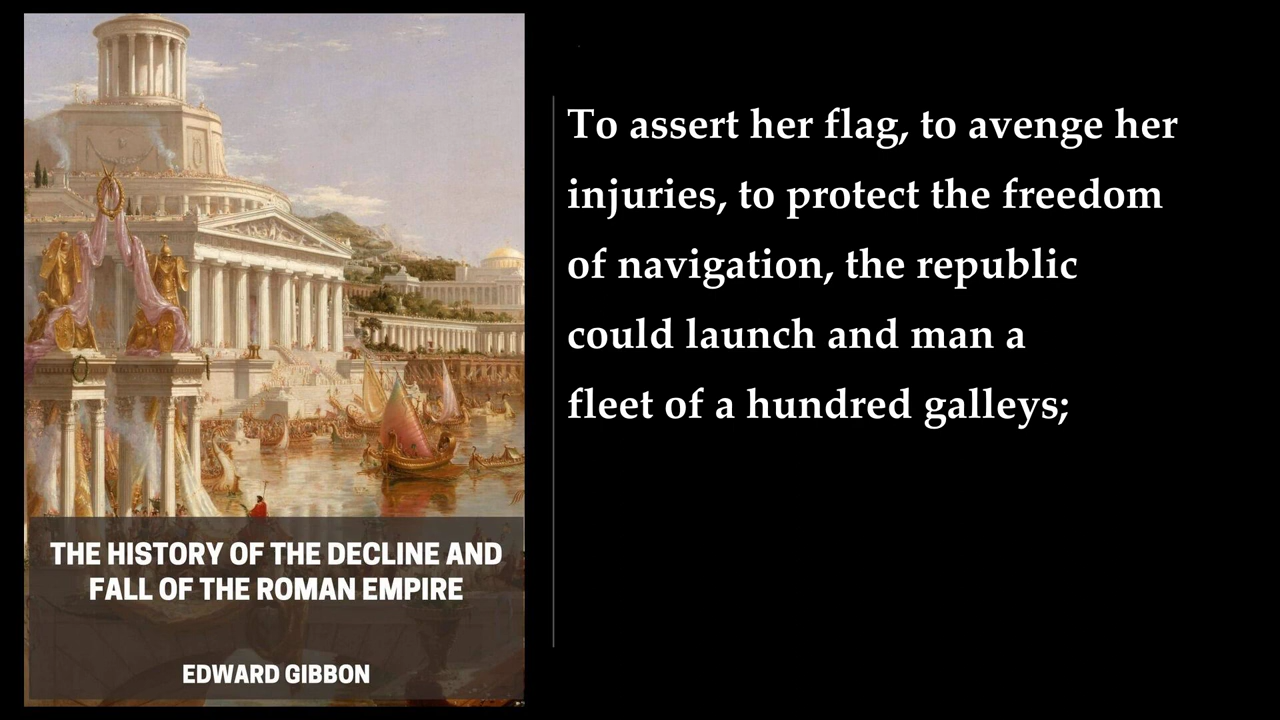 THE HISTORY OF THE DECLINE AND
FALL OF THE ROMAN EMPIRE
EDWARD GIBBON
To assert her flag, to avenge her
injuries, to protect the freedom
of navigation, the republic
could launch and man a
fleet of a hundred galleys;